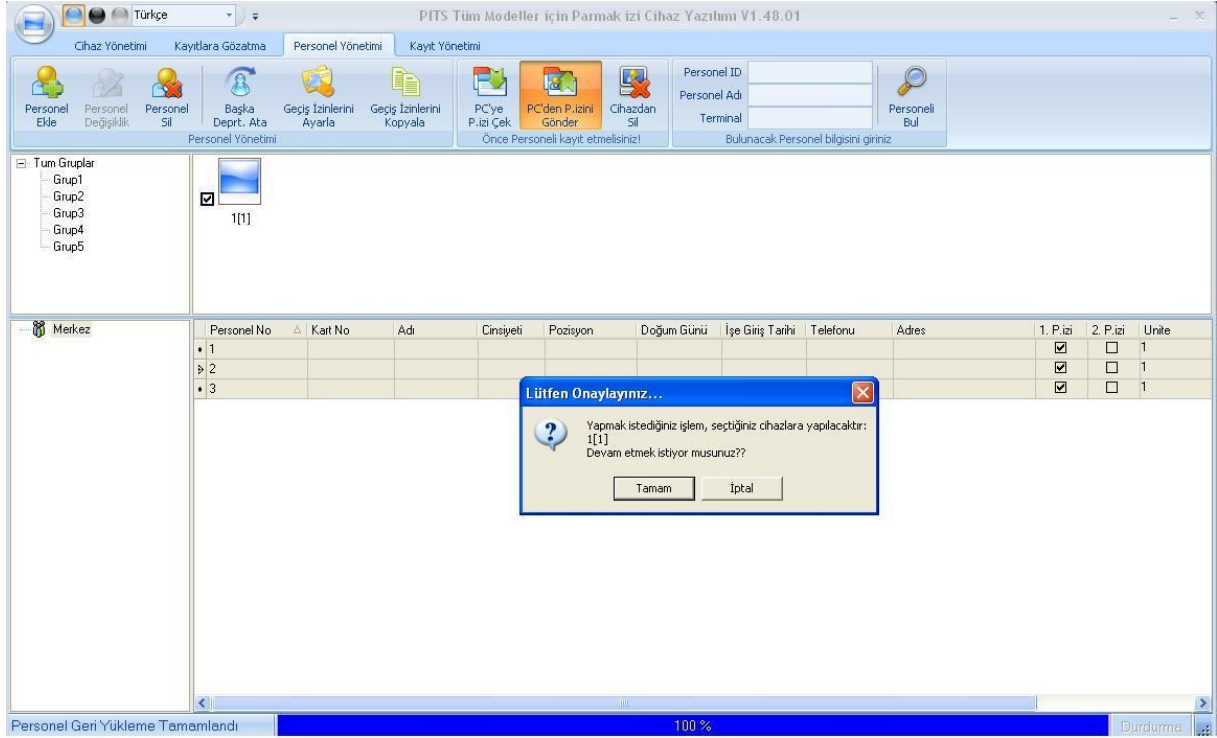 Türkçe
PITS Tüm Modeller için Parmak izi Cihaz Yazılımı V1.48.01
Cihaz Yönetimi Kayıtlara Gözatma Personel Yönetimi Kayıt Yönetimi
Personel Ekle
Personel Değişiklik
Personel Sil
Başka Deprt. Ata
Geçiş İzinlerini Ayarla
Geçiş İzinlerini Kopyala
Personel Yönetimi
PC'ye P.izi Çek
PC'den P.izini Gönder
Cihazdan Sil
Önce Personeli kayıt etmelisiniz!
Personel ID
Personel Adı
Terminal
Personeli Bul
Bulunacak Personel bilgisini giriniz
Tum Gruplar
Grup1
Grup2
Grup3
Grup4
Grup5
1[1]
Merkez
Personel No Kart No Adı Cinsiyeti Pozisyon Doğum Günü İşe Giriş Tarihi Telefonu Adres 1. P.izi 2. P.izi Unite
1 1
2 1
3 1
Lütfen Onaylayınız...
Yapmak istediğiniz işlem, seçtiğiniz cihazlara yapılacaktır:
1[1]
Devam etmek istiyor musunuz??
Tamam İptal
Personel Geri Yükleme Tamamlandı 100 % Durdurma